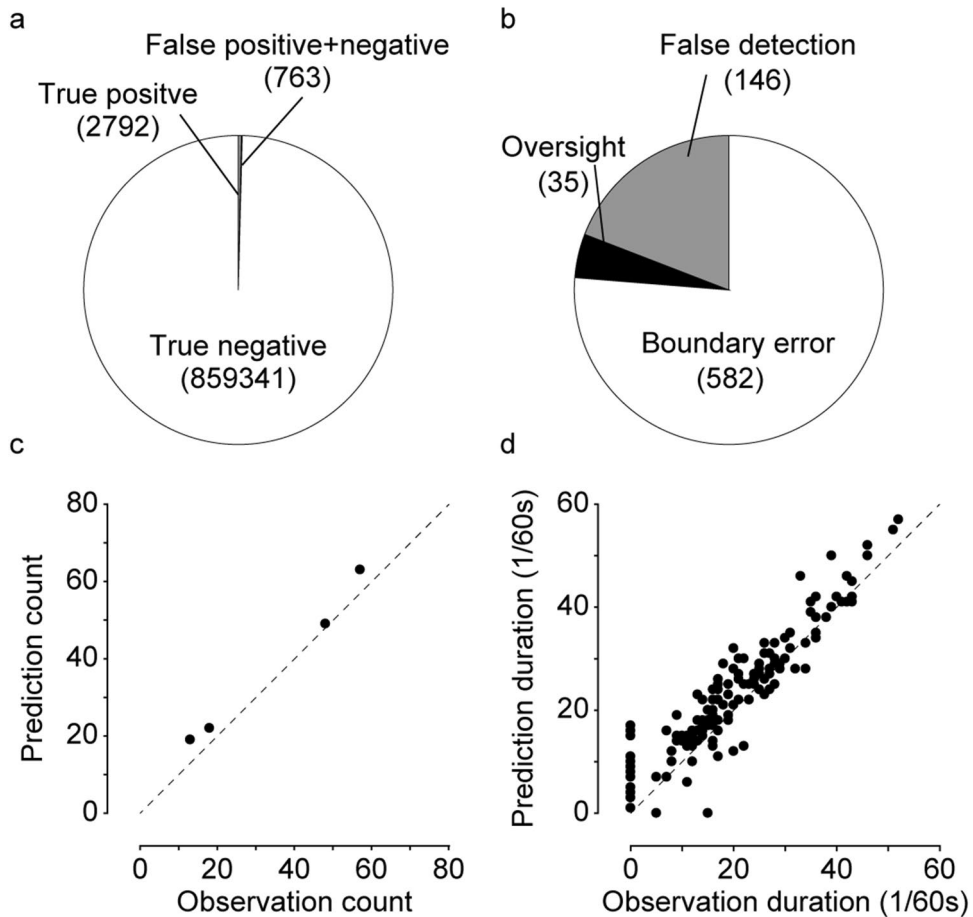 a
False positive+negative
(763)
True positve
(2792)
True negative
(859341)
b
False detection
(146)
Oversight
(35)
Boundary error
(582)
c
80
60
40
20
0
Prediction count
0 20 40 60 80
Observation count
d
60
40
20
0
Prediction duration (1/60s)
0 20 40 60
Observation duration (1/60s)